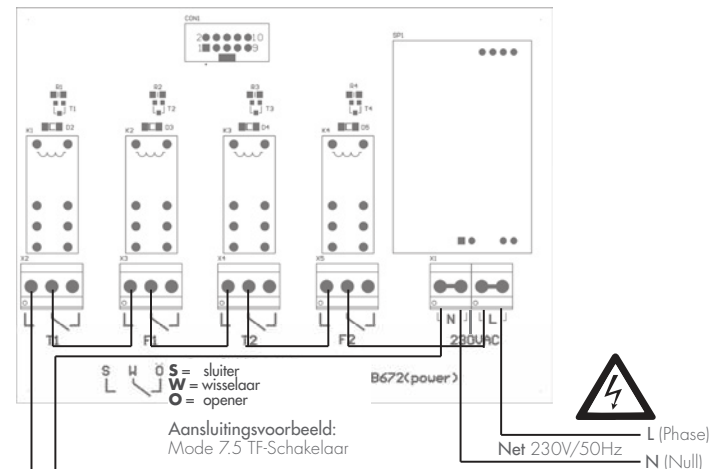 CON1
2 10
1 9
SP1
R1 R2 R3 R4
T1 T2 T3 T4
K1 D2 K2 D3 K3 D4 K4 D5
X2 X3 X4 X5 X1
N L
T1 F1 T2 F2 230VAC
S W Ö
S = sluiter
W = wisselaar
O = opener
B672(power)
Aansluitingsvoorbeeld:
Mode 7.5 TF-Schakelaar
Net 230V/50Hz
L (Phase)
N (Null)